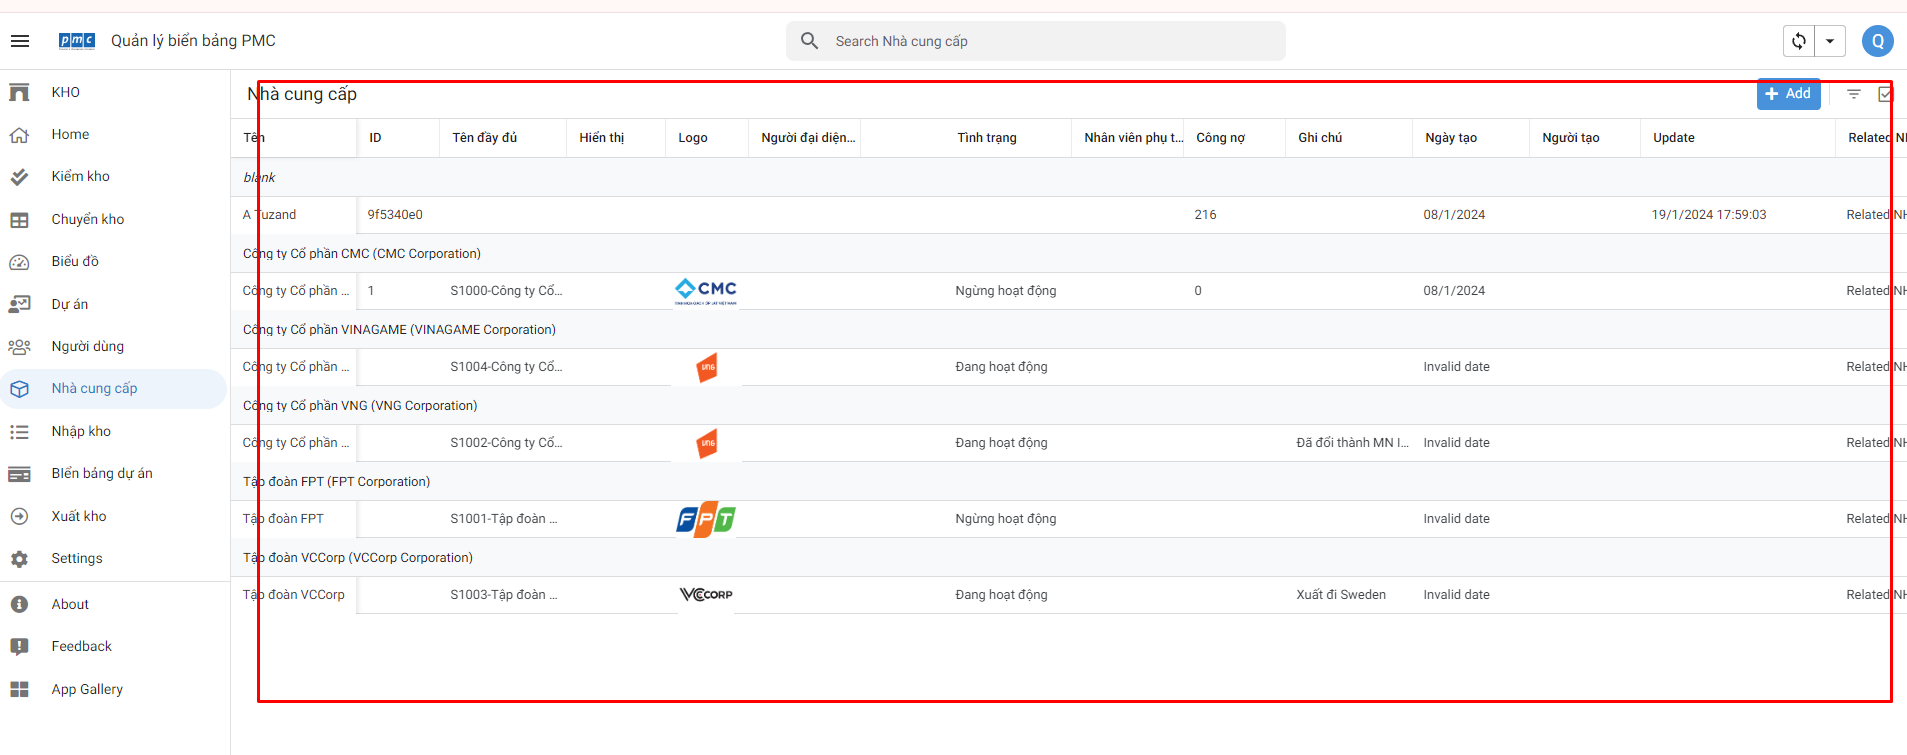 pmc Quản lý biển bảng PMC
Search Nhà cung cấp
Q
KHO
Home
Kiểm kho
Chuyển kho
Biểu đồ
Dự án
Người dùng
Nhà cung cấp
Nhập kho
BIển bảng dự án
Xuất kho
Settings
About
Feedback
App Gallery
Nhà cung cấp
Add
Tên ID Tên đầy đủ Hiển thị Logo Người đại diện... Tình trạng Nhân viên phụ t... Công nợ Ghi chú Ngày tạo Người tạo Update Related NH
blank
A Tuzand 9f5340e0 216 08/1/2024 19/1/2024 17:59:03 Related NH
Công ty Cổ phần CMC (CMC Corporation)
Công ty Cổ phần ... 1 S1000-Công ty Cổ... CMC Ngừng hoạt động 0 08/1/2024 Related NH
Công ty Cổ phần VINAGAME (VINAGAME Corporation)
Công ty Cổ phần ... S1004-Công ty Cổ... VNG Đang hoạt động Invalid date Related NH
Công ty Cổ phần VNG (VNG Corporation)
Công ty Cổ phần ... S1002-Công ty Cổ... VNG Đang hoạt động Đã đổi thành MN I... Invalid date Related NH
Tập đoàn FPT (FPT Corporation)
Tập đoàn FPT S1001-Tập đoàn ... FPT Ngừng hoạt động Invalid date Related NH
Tập đoàn VCCorp (VCCorp Corporation)
Tập đoàn VCCorp S1003-Tập đoàn ... VCCORP Đang hoạt động Xuất đi Sweden Invalid date Related NH